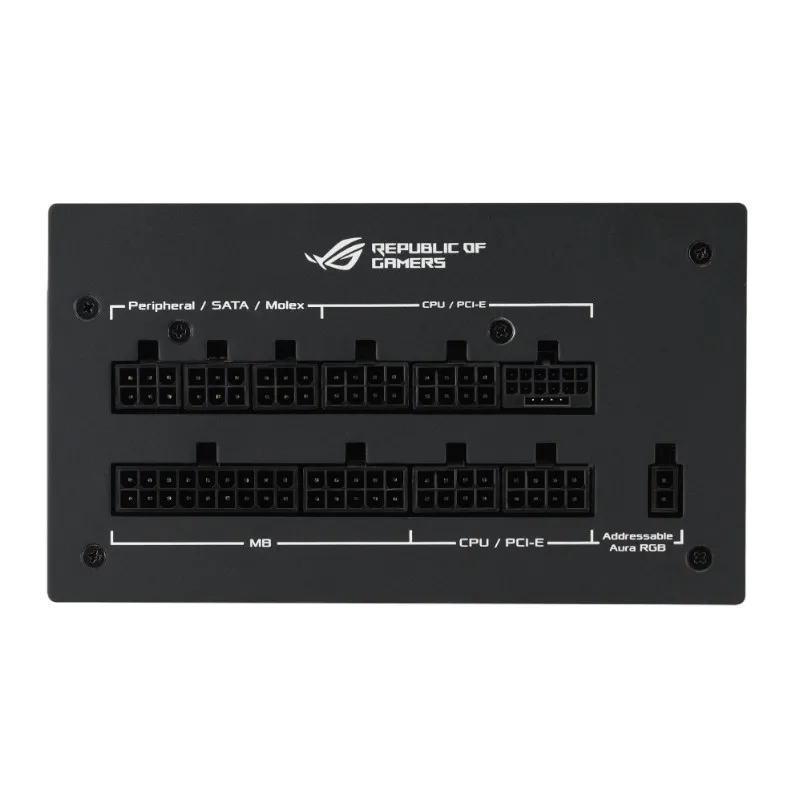 REPUBLIC OF
GAMERS
Peripheral / SATA / Molex
CPU / PCI-E
MB
CPU / PCI-E
Addressable
Aura RGB